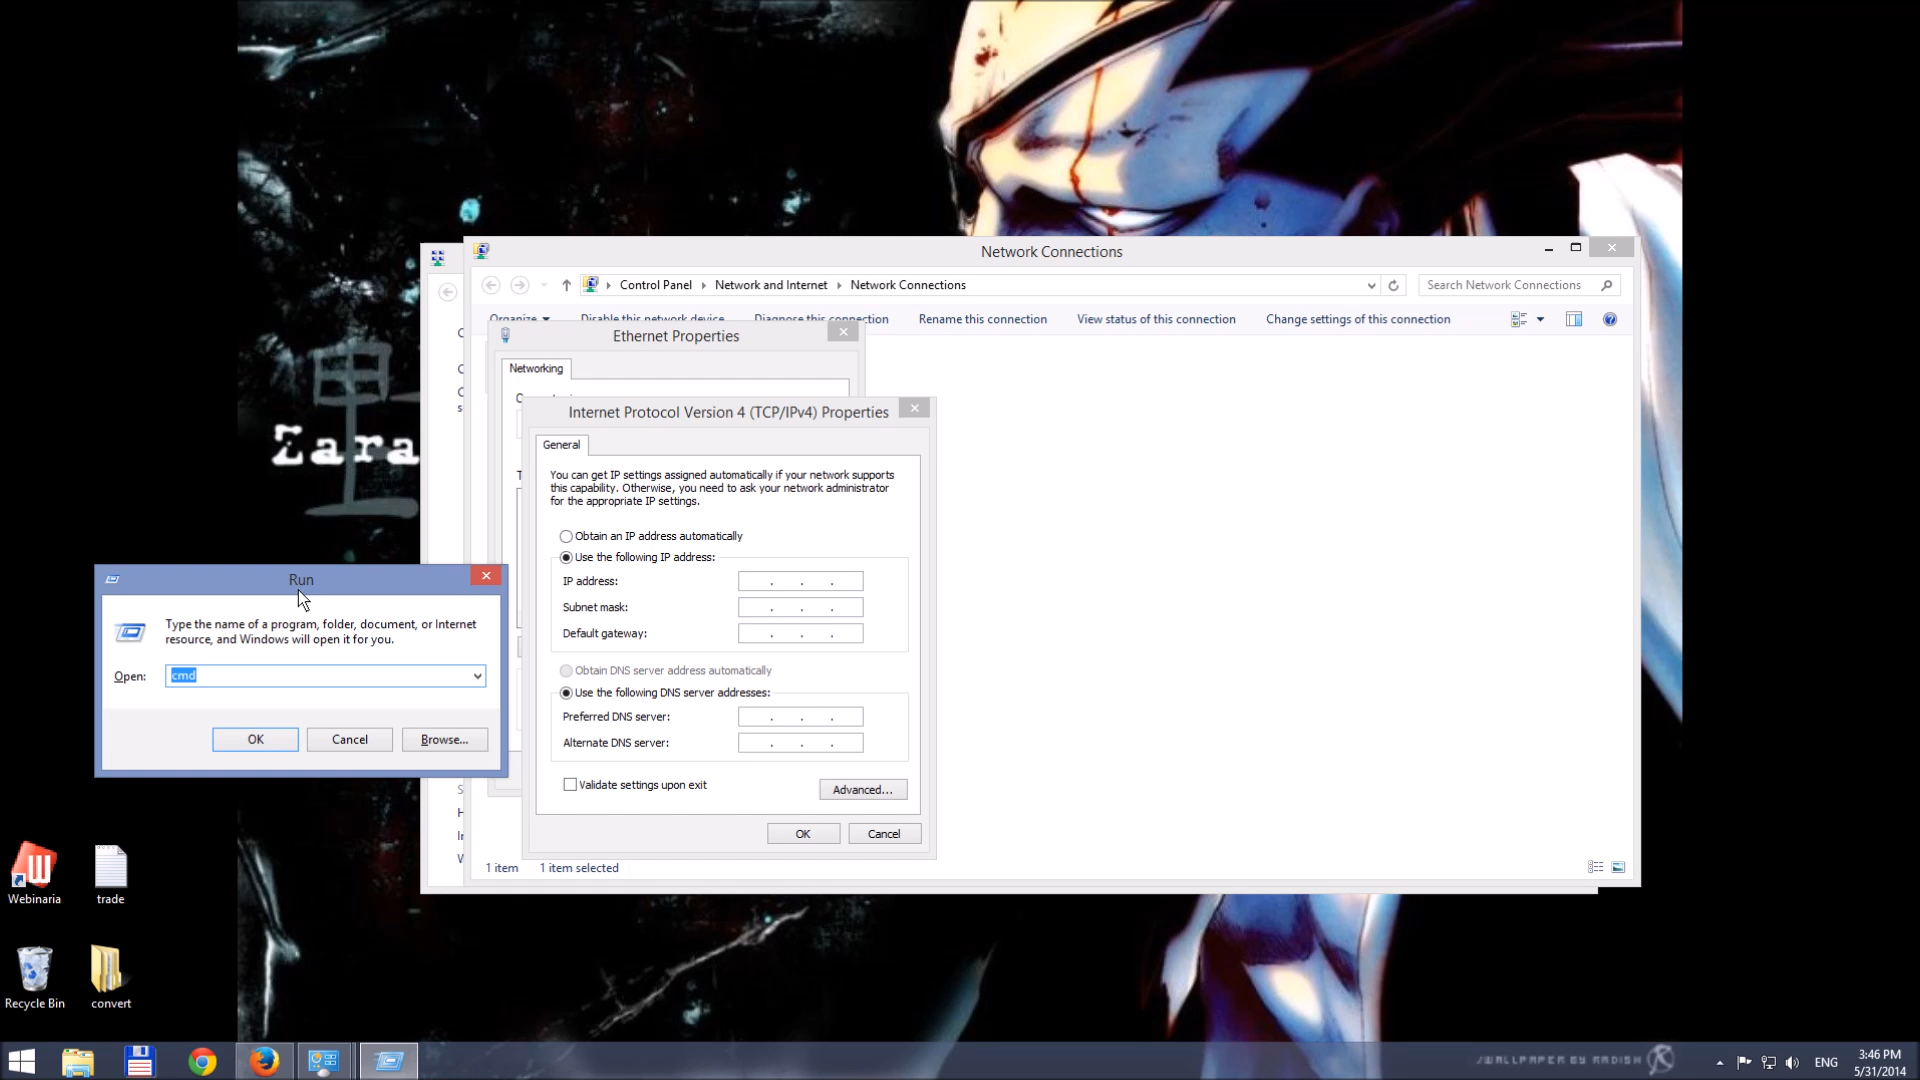 Network Connections
Control Panel
Network and Internet
Network Connections
Search Network Connections
Organize
Disable this network device
Diagnose this connection
Rename this connection
View status of this connection
Change settings of this connection
Ethernet Properties
Networking
Internet Protocol Version 4 (TCP/IPv4) Properties
General
You can get IP settings assigned automatically if your network supports
this capability. Otherwise, you need to ask your network administrator
for the appropriate IP settings.
Obtain an IP address automatically
Use the following IP address:
IP address:
Subnet mask:
Default gateway:
Obtain DNS server address automatically
Use the following DNS server addresses:
Preferred DNS server:
Alternate DNS server:
Validate settings upon exit
Advanced...
OK
Cancel
1 item
1 item selected
Zara
Run
Type the name of a program, folder, document, or Internet
resource, and Windows will open it for you.
Open:
cmd
OK
Cancel
Browse...
Webinaria
trade
Recycle Bin
convert
WALLPAPER BY RADISH
ENG
3:46 PM
5/31/2014